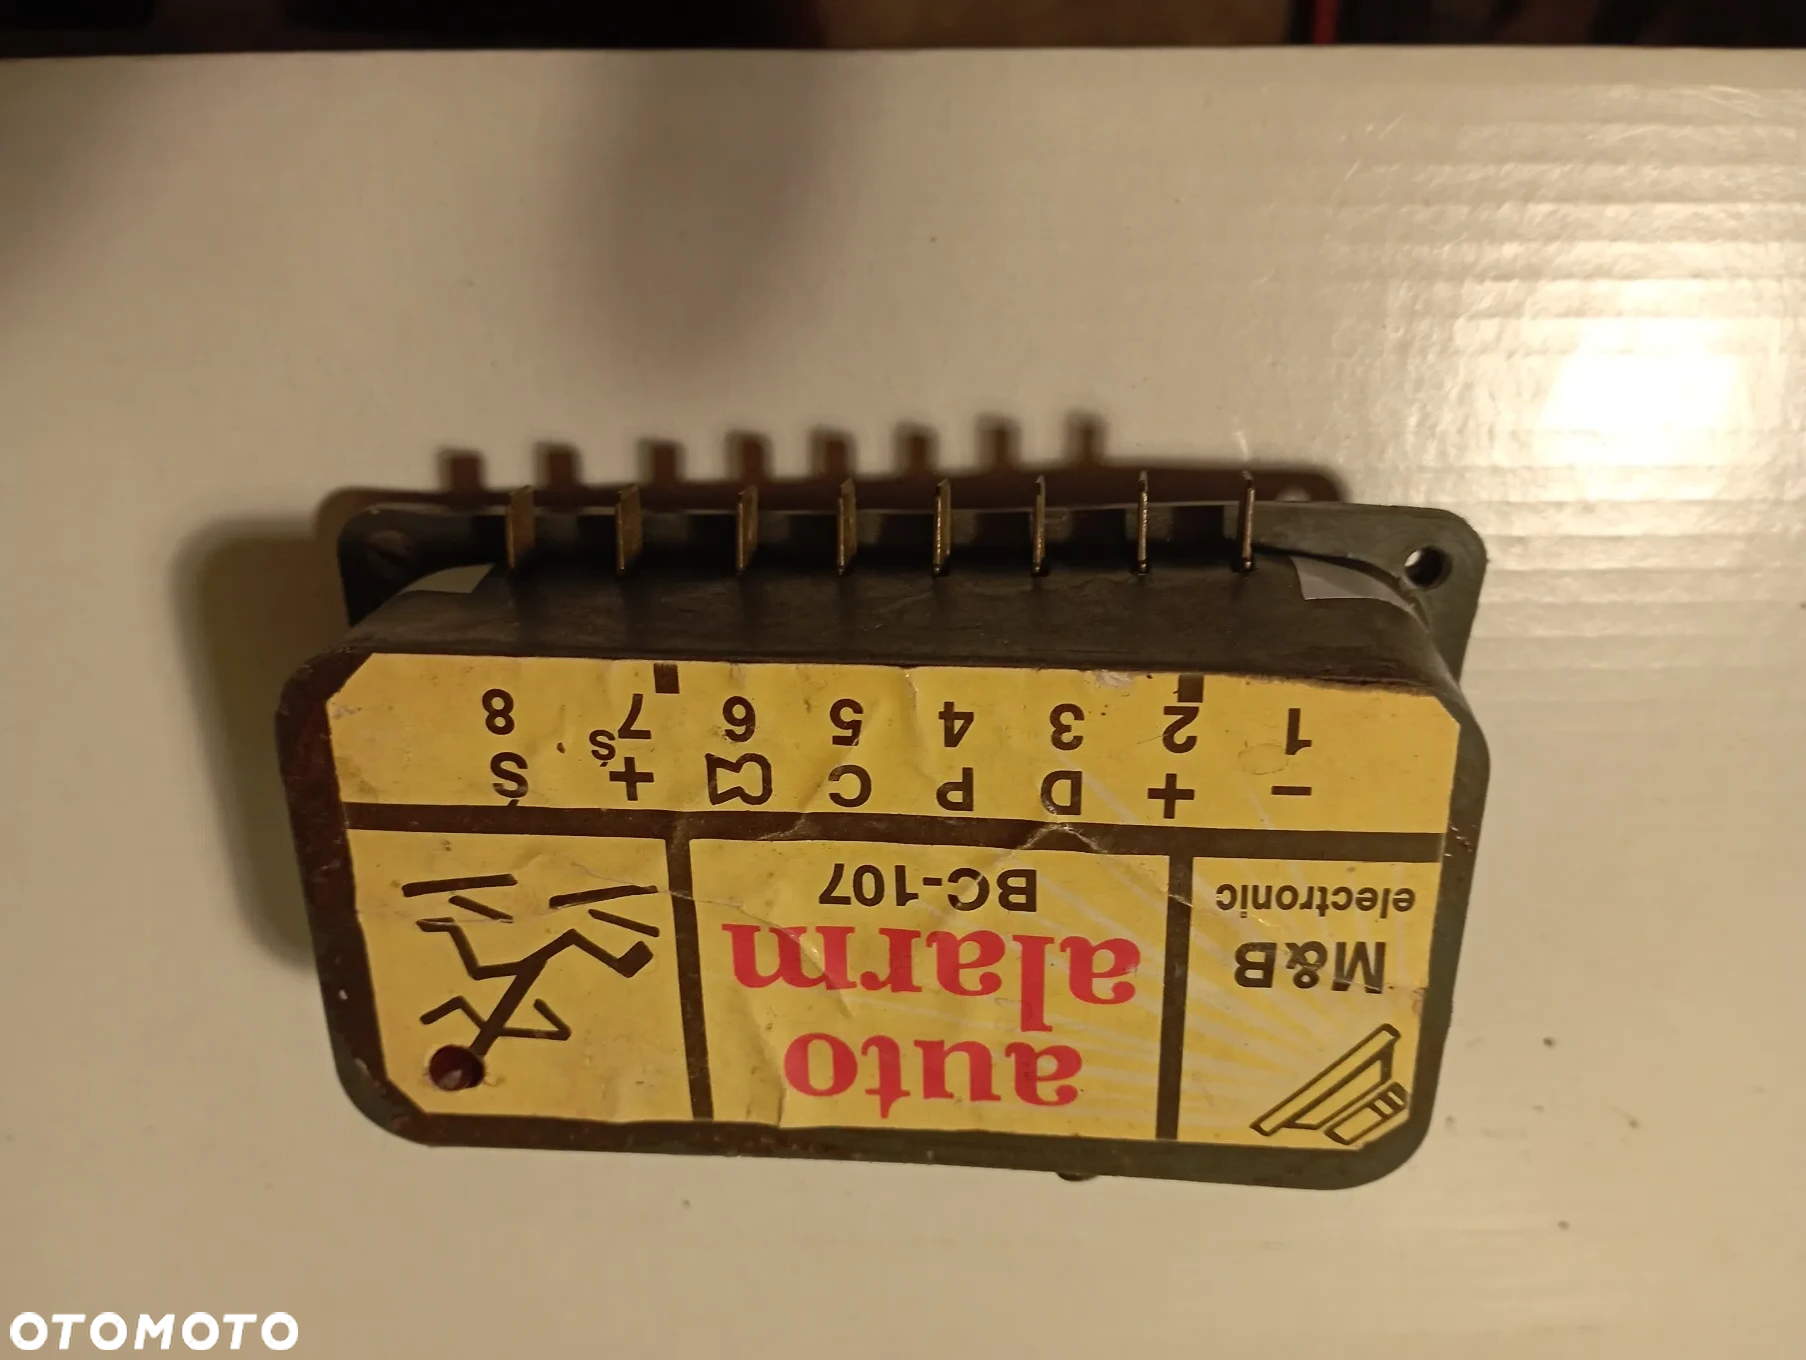 M&B
electronic
auto
alarm
BC-107
- + D P C + Ś Ś
1 2 3 4 5 6 7 8
OTOMOTO